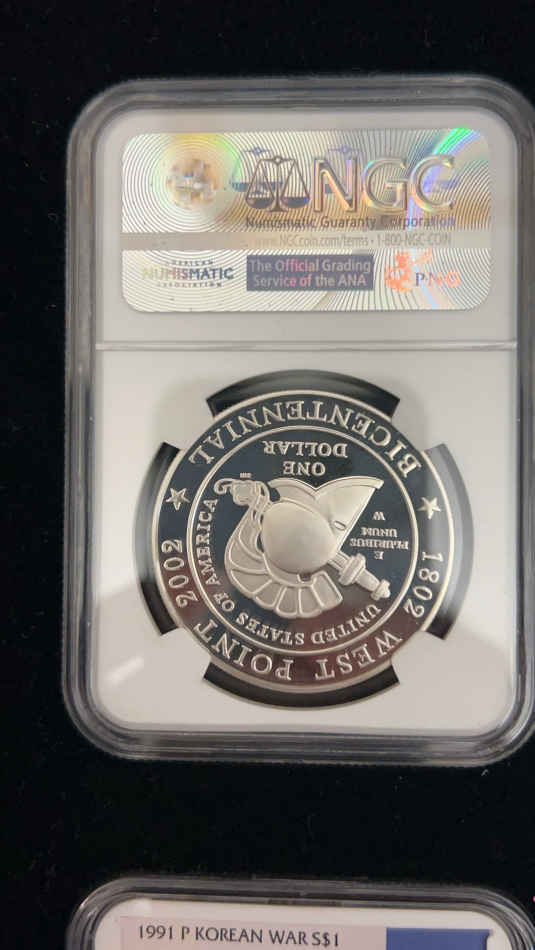 NGC
Numismatic Guaranty Corporation
www.NGCcoin.com/terms • 1-800-NGC-COIN
AMERICAN
NUMISMATIC
ASSOCIATION
The Official Grading
Service of the ANA
PNG
WEST POINT
BICENTENNIAL
1802
2002
UNITED STATES OF AMERICA
E
PLURIBUS
UNUM
W
ONE
DOLLAR
1991 P KOREAN WAR S$1